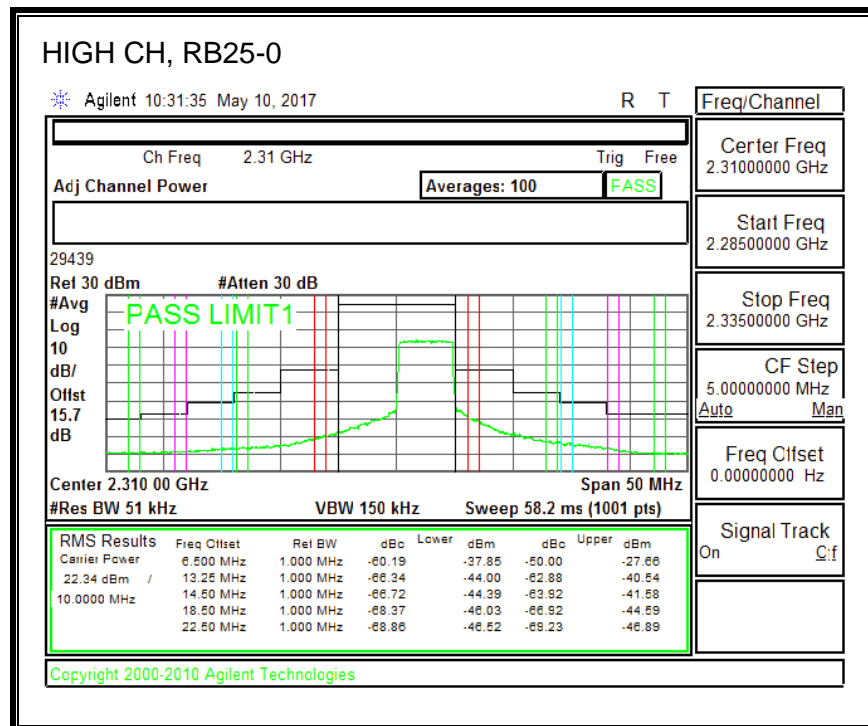 HIGH CH, RB25-0
Agilent 10:31:35 May 10, 2017 R T
Freq/Channel
Ch Freq 2.31 GHz Trig Free
Adj Channel Power Averages: 100 PASS
29439
Ref 30 dBm #Atten 30 dB
#Avg
Log
10
dB/
Offst
15.7
dB
PASS LIMIT1
Center 2.310 00 GHz Span 50 MHz
#Res BW 51 kHz VBW 150 kHz Sweep 58.2 ms (1001 pts)
RMS Results Freq Offset Ref BW dBc Lower dBm dBc Upper dBm
Carrier Power 6.500 MHz 1.000 MHz -60.19 -37.85 -50.00 -27.66
22.34 dBm / 13.25 MHz 1.000 MHz -66.34 -44.00 -62.88 -40.54
10.0000 MHz 14.50 MHz 1.000 MHz -66.72 -44.39 -63.92 -41.58
18.50 MHz 1.000 MHz -68.37 -46.03 -66.92 -44.59
22.50 MHz 1.000 MHz -68.86 -46.52 -69.23 -46.89
Center Freq
2.31000000 GHz
Start Freq
2.28500000 GHz
Stop Freq
2.33500000 GHz
CF Step
5.00000000 MHz
Auto Man
Freq Offset
0.00000000 Hz
Signal Track
On Off
Copyright 2000-2010 Agilent Technologies